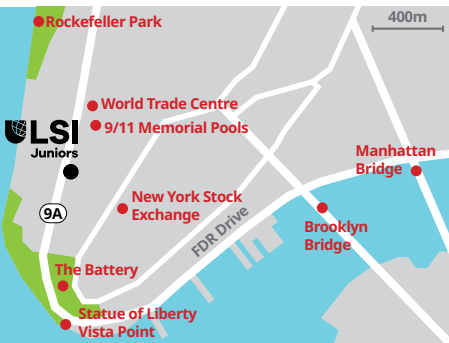 Rockefeller Park
400m
World Trade Centre
9/11 Memorial Pools
LSI
Juniors
Manhattan
Bridge
New York Stock
Exchange
9A
FDR Drive
Brooklyn
Bridge
The Battery
Statue of Liberty
Vista Point